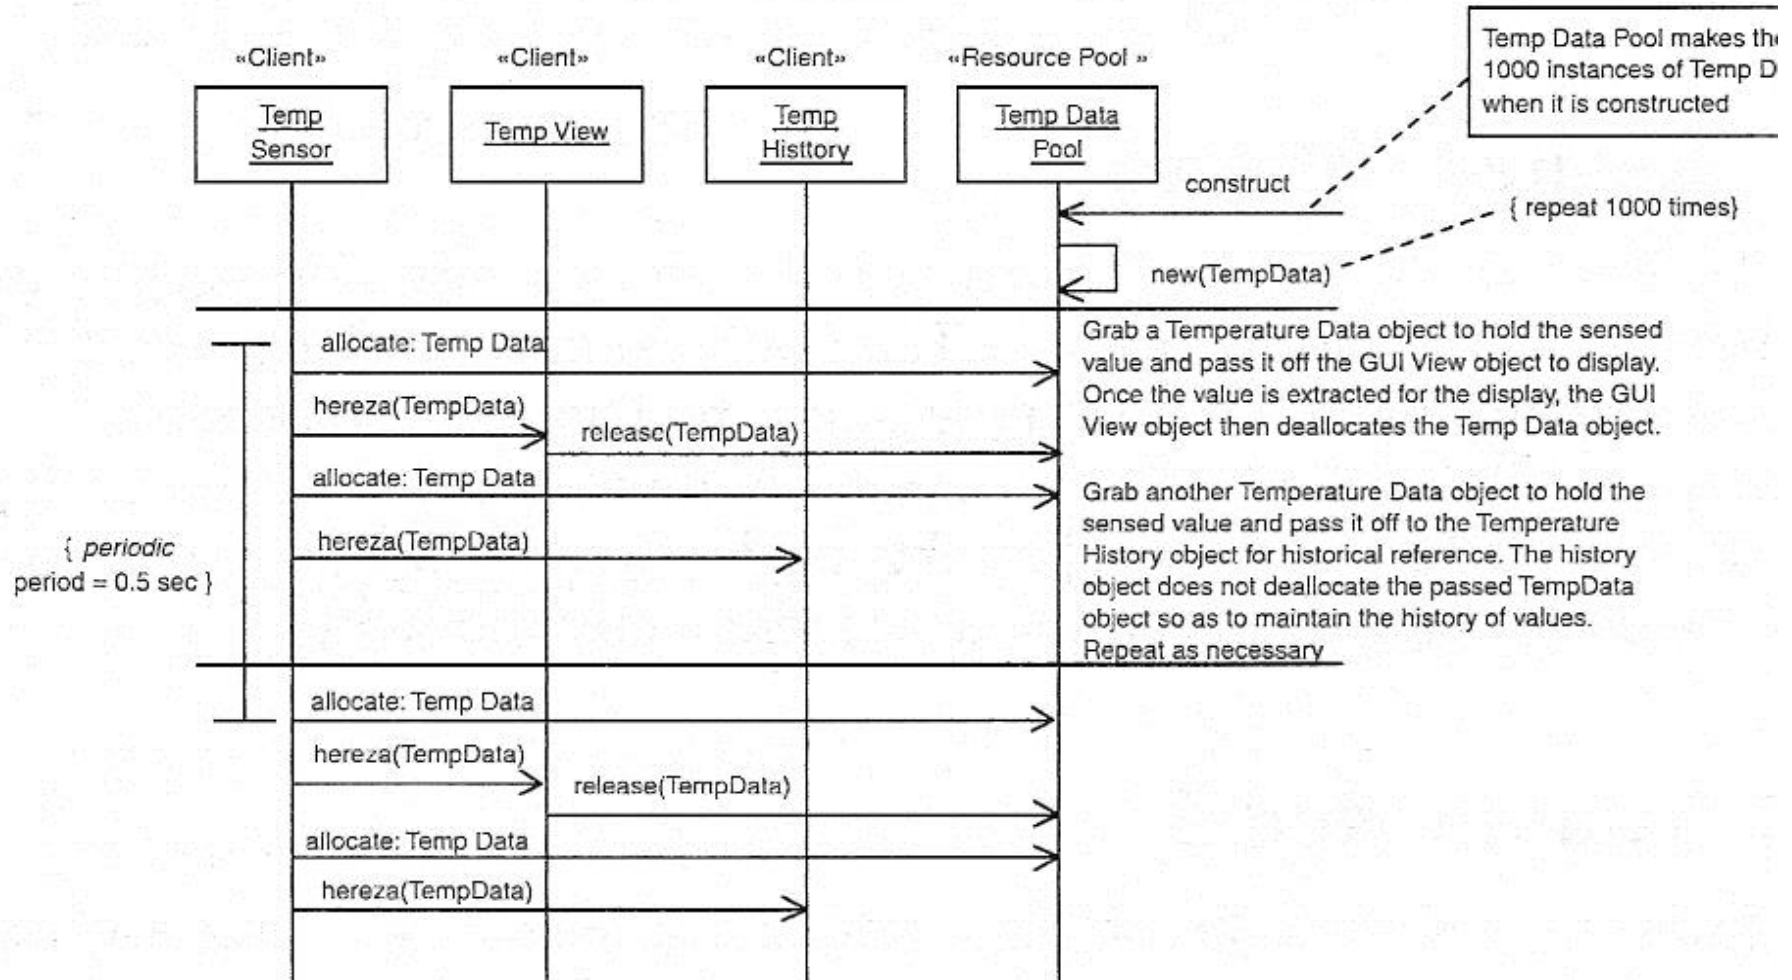 «Client»
«Client»
«Client»
«Resource Pool »
Temp Data Pool makes the
1000 instances of Temp D
when it is constructed
Temp
Sensor
Temp View
Temp
Histtory
Temp Data
Pool
construct
{ repeat 1000 times}
new(TempData)
allocate: Temp Data
hereza(TempData)
release(TempData)
allocate: Temp Data
hereza(TempData)
{ periodic
period = 0.5 sec }
Grab a Temperature Data object to hold the sensed
value and pass it off the GUI View object to display.
Once the value is extracted for the display, the GUI
View object then deallocates the Temp Data object.
Grab another Temperature Data object to hold the
sensed value and pass it off to the Temperature
History object for historical reference. The history
object does not deallocate the passed TempData
object so as to maintain the history of values.
Repeat as necessary
allocate: Temp Data
hereza(TempData)
release(TempData)
allocate: Temp Data
hereza(TempData)